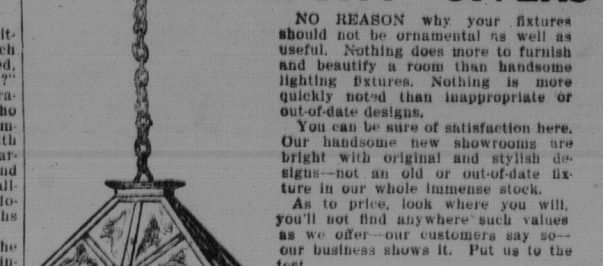 NO REASON why your fixtures
should not be ornamental as well as
useful. Nothing does more to furnish
and beautify a room than handsome
lighting fixtures. Nothing is more
quickly noted than inappropriate or
out-of-date designs.
You can be sure of satisfaction here.
Our handsome new showrooms are
bright with original and stylish de-
signs—not an old or out-of-date fix-
ture in our whole immense stock.
As to price, look where you will,
you'll not find anywhere such values
as we offer—our customers say so—
our business shows it. Put us to the
test